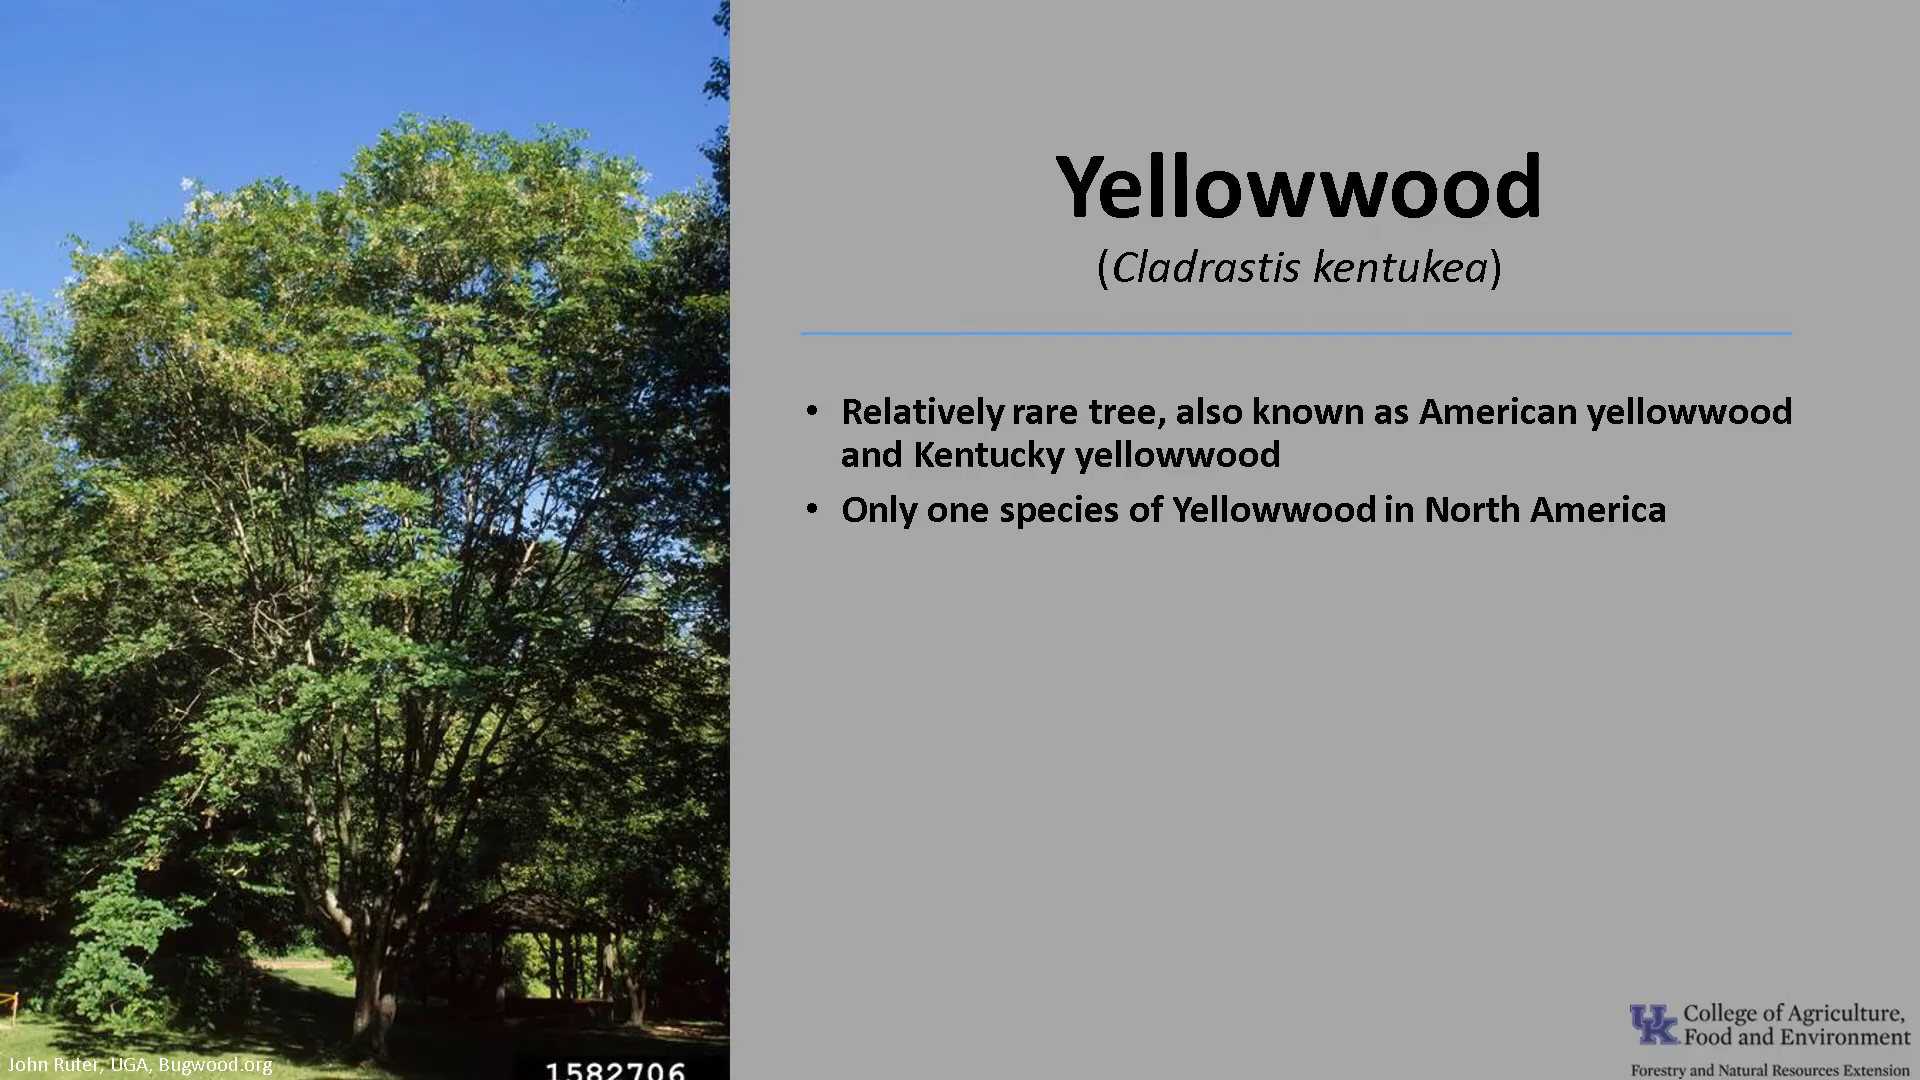 Yellowwood
(Cladrastis kentukea)
• Relatively rare tree, also known as American yellowwood
and Kentucky yellowwood
• Only one species of Yellowwood in North America
John Ruter, UGA, Bugwood.org
1582706
UK College of Agriculture,
Food and Environment
Forestry and Natural Resources Extension